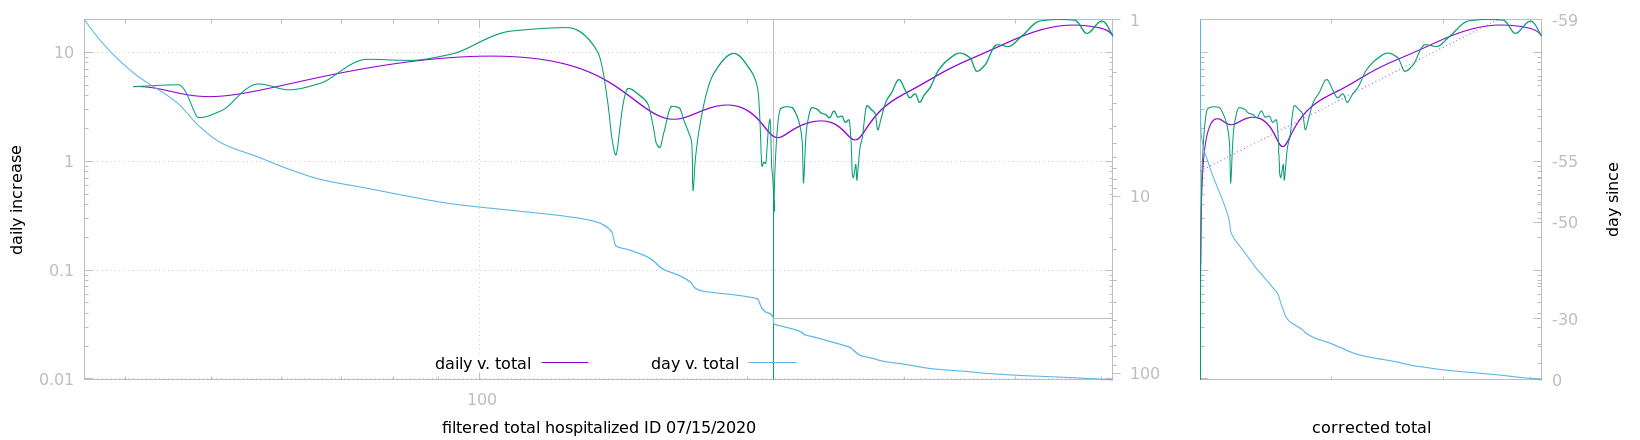 daily increase
10
1
0.1
0.01
100
daily v. total
day v. total
filtered total hospitalized ID 07/15/2020
1
10
100
-59
-55
-50
-30
0
day since
corrected total